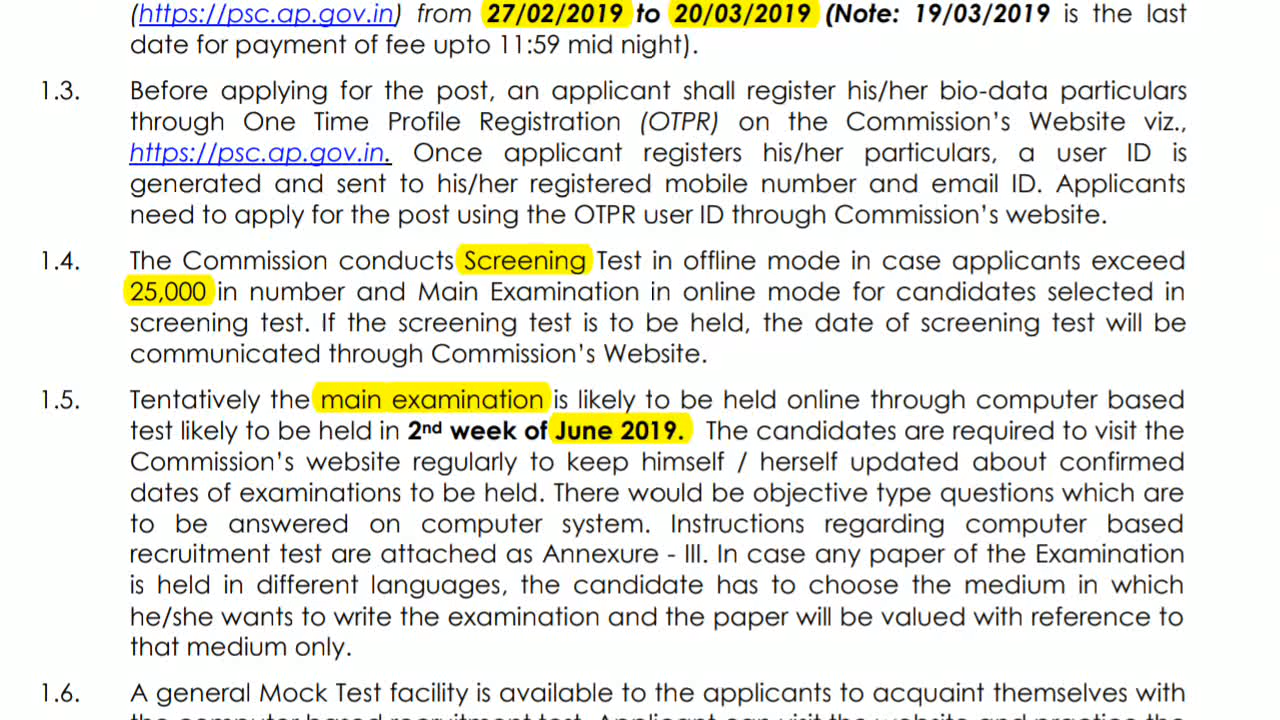 (https://psc.ap.gov.in) from 27/02/2019 to 20/03/2019 (Note: 19/03/2019 is the last
date for payment of fee upto 11:59 mid night).
1.3. Before applying for the post, an applicant shall register his/her bio-data particulars
through One Time Profile Registration (OTPR) on the Commission's Website viz.,
https://psc.ap.gov.in. Once applicant registers his/her particulars, a user ID is
generated and sent to his/her registered mobile number and email ID. Applicants
need to apply for the post using the OTPR user ID through Commission's website.
1.4. The Commission conducts Screening Test in offline mode in case applicants exceed
25,000 in number and Main Examination in online mode for candidates selected in
screening test. If the screening test is to be held, the date of screening test will be
communicated through Commission's Website.
1.5. Tentatively the main examination is likely to be held online through computer based
test likely to be held in 2nd week of June 2019. The candidates are required to visit the
Commission's website regularly to keep himself / herself updated about confirmed
dates of examinations to be held. There would be objective type questions which are
to be answered on computer system. Instructions regarding computer based
recruitment test are attached as Annexure - III. In case any paper of the Examination
is held in different languages, the candidate has to choose the medium in which
he/she wants to write the examination and the paper will be valued with reference to
that medium only.
1.6. A general Mock Test facility is available to the applicants to acquaint themselves with
the computer based recruitment test. Applicant can visit the website and practice the